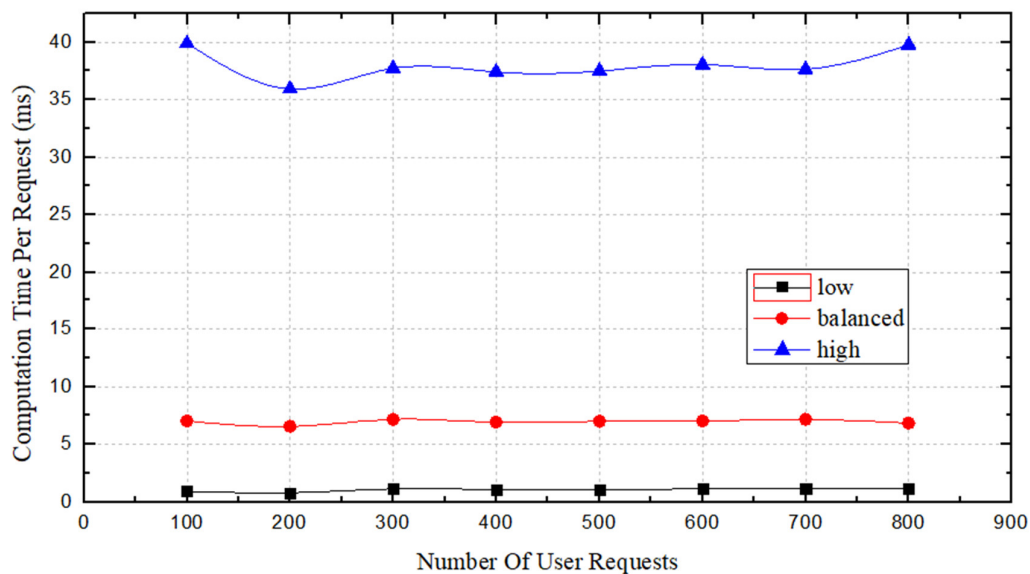 Computation Time Per Request (ms)
40
35
30
25
20
15
10
5
0
low
balanced
high
0 100 200 300 400 500 600 700 800 900
Number Of User Requests